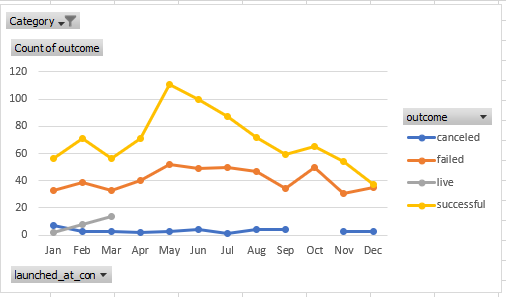 Category
Count of outcome
120
100
80
60
40
20
0
Jan Feb Mar Apr May Jun Jul Aug Sep Oct Nov Dec
outcome
canceled
failed
live
successful
launched_at_con